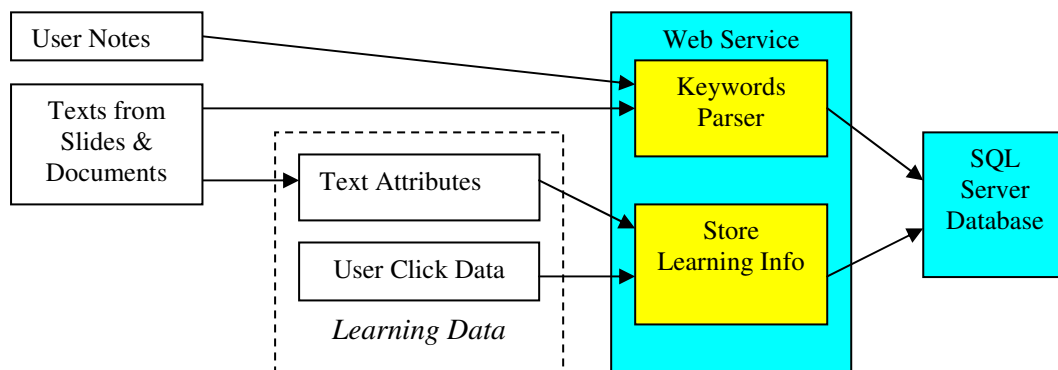 User Notes
Texts from
Slides &
Documents
Text Attributes
User Click Data
Learning Data
Web Service
Keywords
Parser
Store
Learning Info
SQL
Server
Database